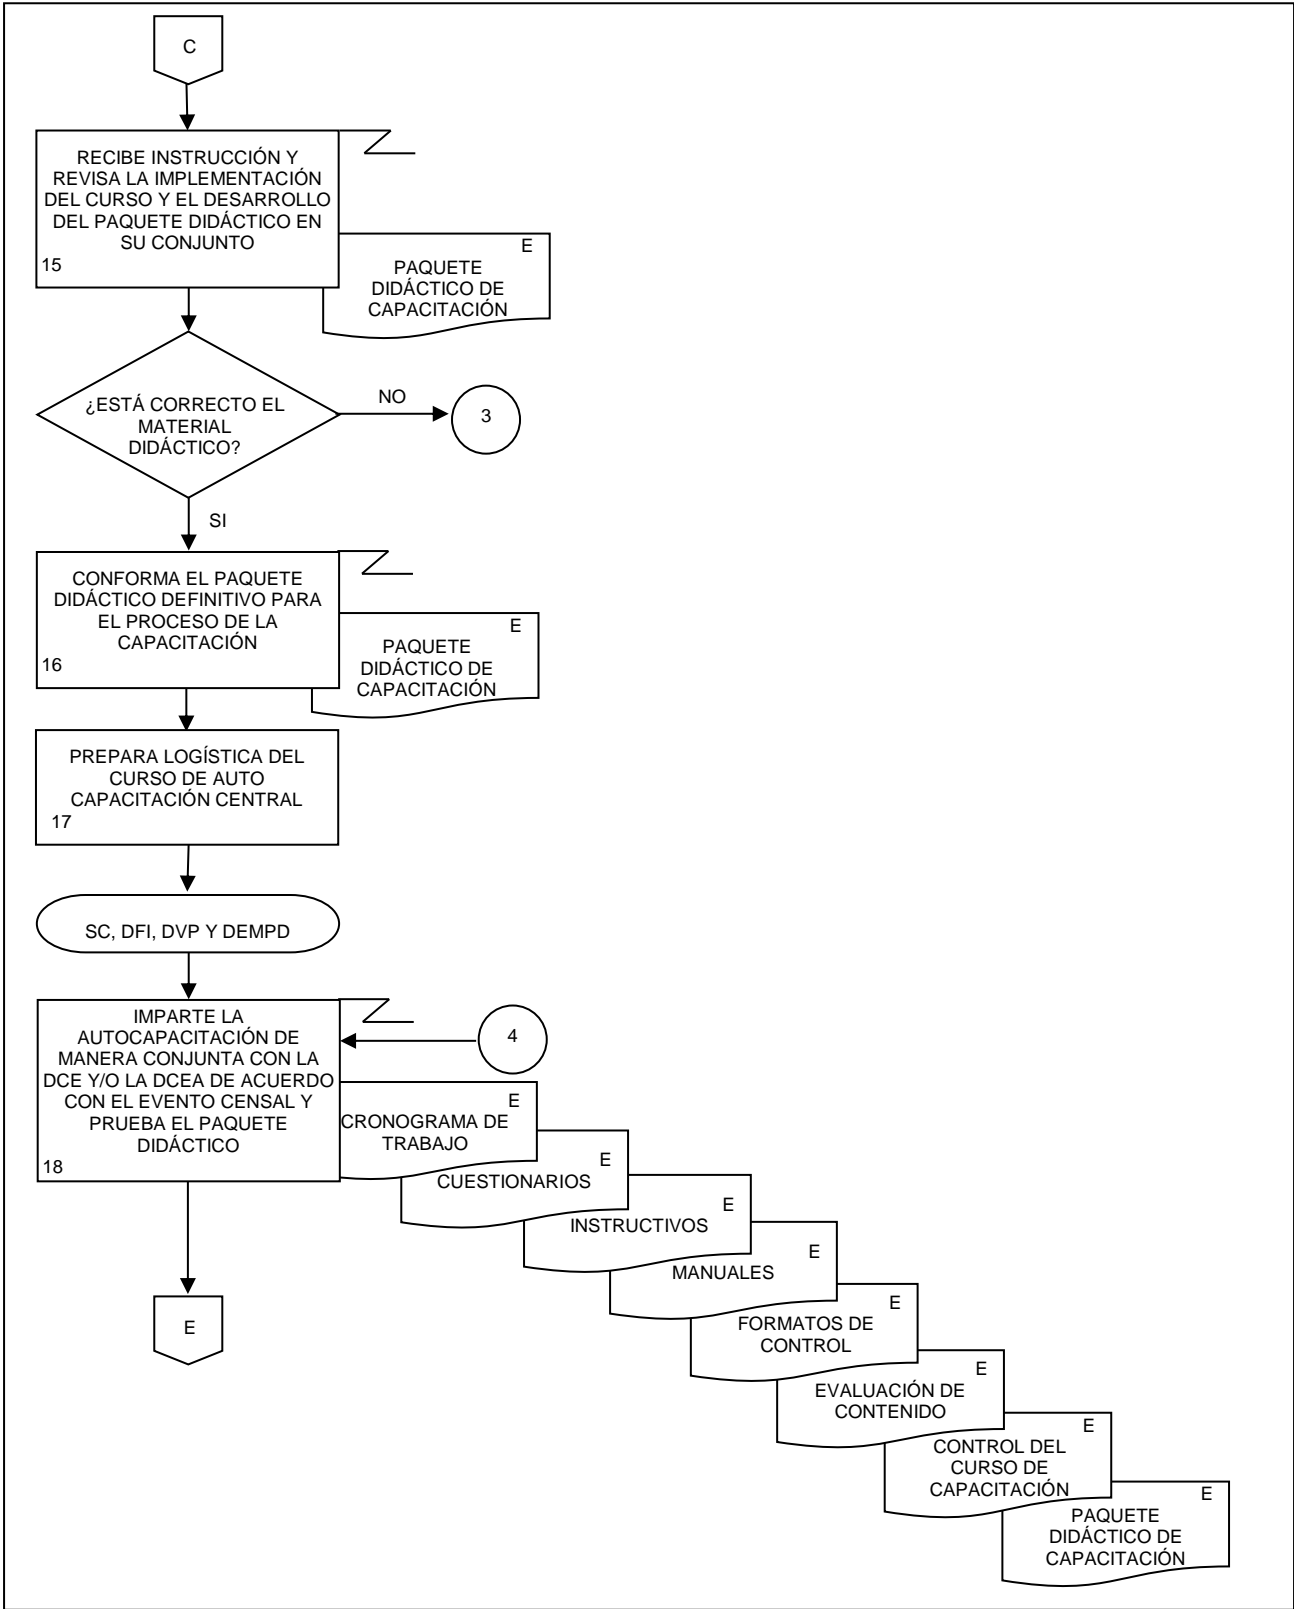 C
RECIBE INSTRUCCIÓN Y
REVISA LA IMPLEMENTACIÓN
DEL CURSO Y EL DESARROLLO
DEL PAQUETE DIDÁCTICO EN
SU CONJUNTO
15
E
PAQUETE
DIDÁCTICO DE
CAPACITACIÓN
¿ESTÁ CORRECTO EL
MATERIAL
DIDÁCTICO?
NO
3
SI
CONFORMA EL PAQUETE
DIDÁCTICO DEFINITIVO PARA
EL PROCESO DE LA
CAPACITACIÓN
16
E
PAQUETE
DIDÁCTICO DE
CAPACITACIÓN
PREPARA LOGÍSTICA DEL
CURSO DE AUTO
CAPACITACIÓN CENTRAL
17
SC, DFI, DVP Y DEMPD
IMPARTE LA
AUTOCAPACITACIÓN DE
MANERA CONJUNTA CON LA
DCE Y/O LA DCEA DE ACUERDO
CON EL EVENTO CENSAL Y
PRUEBA EL PAQUETE
DIDÁCTICO
18
4
E
CRONOGRAMA DE
TRABAJO
E
CUESTIONARIOS
E
INSTRUCTIVOS
E
MANUALES
E
FORMATOS DE
CONTROL
E
EVALUACIÓN DE
CONTENIDO
E
CONTROL DEL
CURSO DE
CAPACITACIÓN
E
PAQUETE
DIDÁCTICO DE
CAPACITACIÓN
E